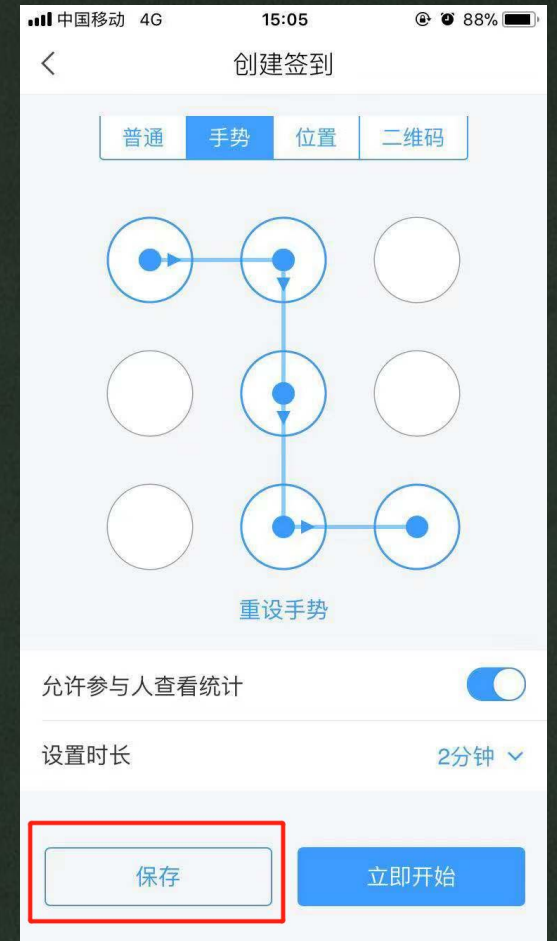 中国移动 4G 15:05 88%
创建签到
普通 手势 位置 二维码
重设手势
允许参与人查看统计
设置时长 2分钟
保存 立即开始